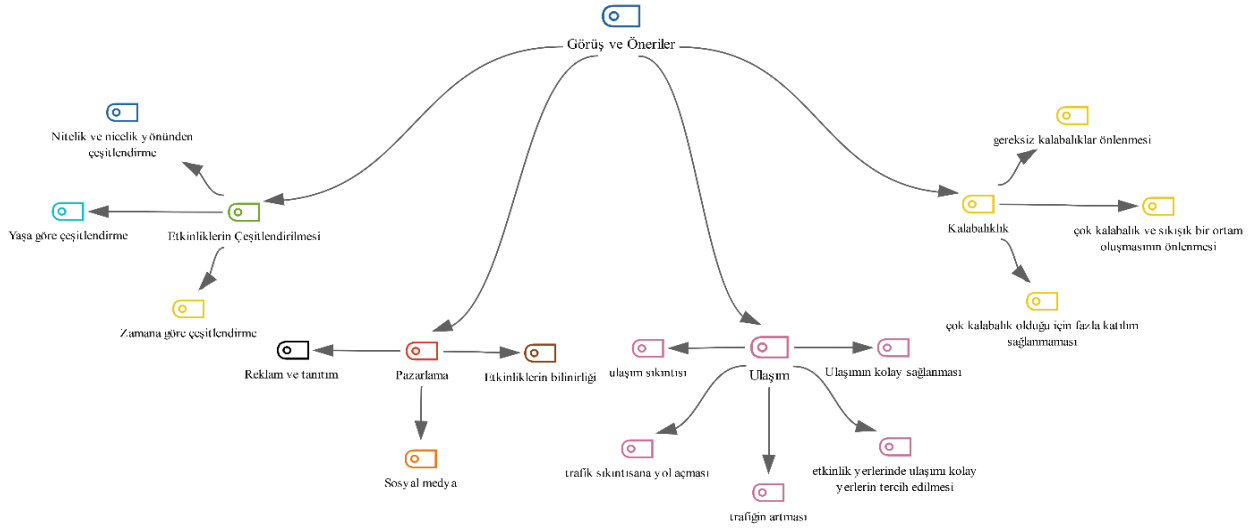 Görüş ve Öneriler
Nitelik ve nicelik yönünden
çeşitlendirme
Yaşa göre çeşitlendirme
Etkinliklerin Çeşitlendirilmesi
Zamana göre çeşitlendirme
Reklam ve tanıtım
Pazarlama
Etkinliklerin bilinirliği
Sosyal medya
ulaşım sıkıntısı
Ulaşım
Ulaşımın kolay sağlanması
trafik sıkıntısana yol açması
trafiğin artması
etkinlik yerlerinde ulaşımı kolay
yerlerin tercih edilmesi
gereksiz kalabalıklar önlenmesi
Kalabalıklık
çok kalabalık ve sıkışık bir ortam
oluşmasının önlenmesi
çok kalabalık olduğu için fazla katılım
sağlanmaması